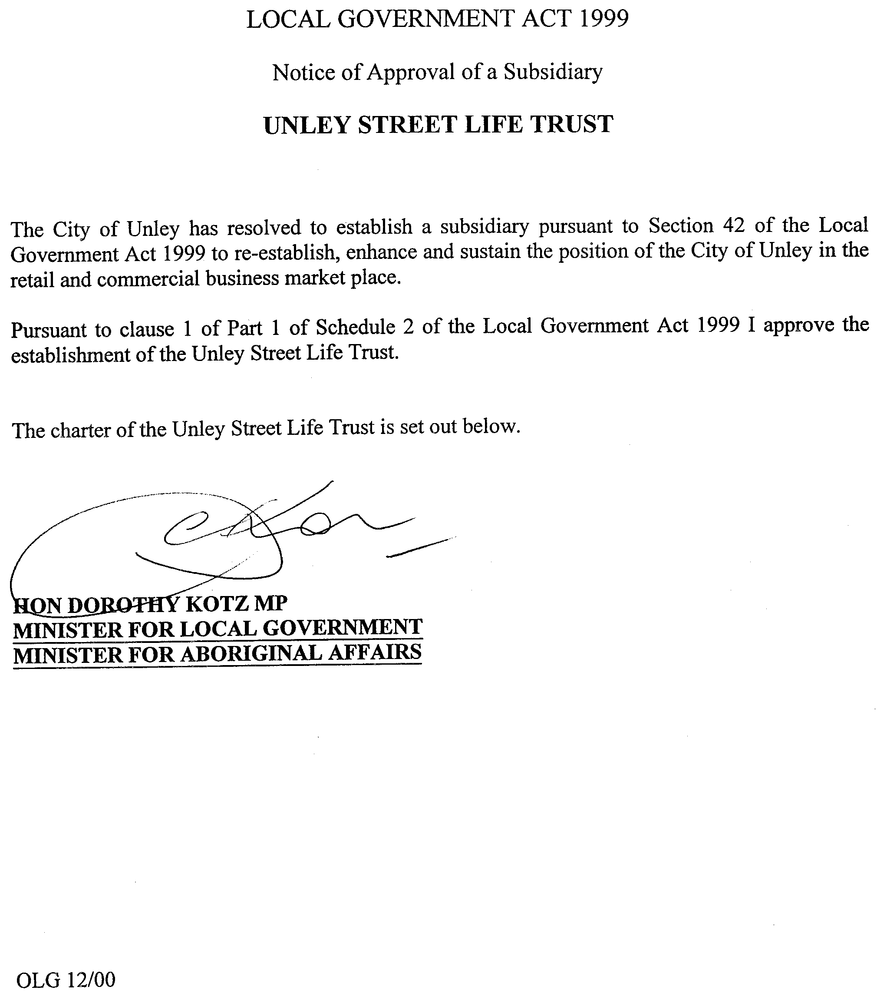 LOCAL GOVERNMENT ACT 1999
Notice of Approval of a Subsidiary
UNLEY STREET LIFE TRUST
The City of Unley has resolved to establish a subsidiary pursuant to Section 42 of the Local
Government Act 1999 to re-establish, enhance and sustain the position of the City of Unley in the
retail and commercial business market place.
Pursuant to clause 1 of Part 1 of Schedule 2 of the Local Government Act 1999 I approve the
establishment of the Unley Street Life Trust.
The charter of the Unley Street Life Trust is set out below.
HON DOROTHY KOTZ MP
MINISTER FOR LOCAL GOVERNMENT
MINISTER FOR ABORIGINAL AFFAIRS
OLG 12/00